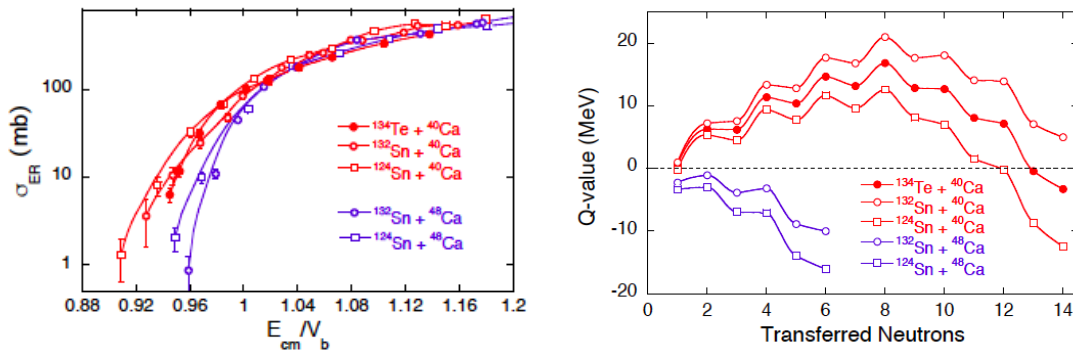 σER (mb)
100
10
1
0.88 0.92 0.96 1 1.04 1.08 1.12 1.16 1.2
Ecm/Vb
134Te + 40Ca
132Sn + 40Ca
124Sn + 40Ca
132Sn + 48Ca
124Sn + 48Ca
Q-value (MeV)
20
10
0
-10
-20
0 2 4 6 8 10 12 14
Transferred Neutrons
134Te + 40Ca
132Sn + 40Ca
124Sn + 40Ca
132Sn + 48Ca
124Sn + 48Ca